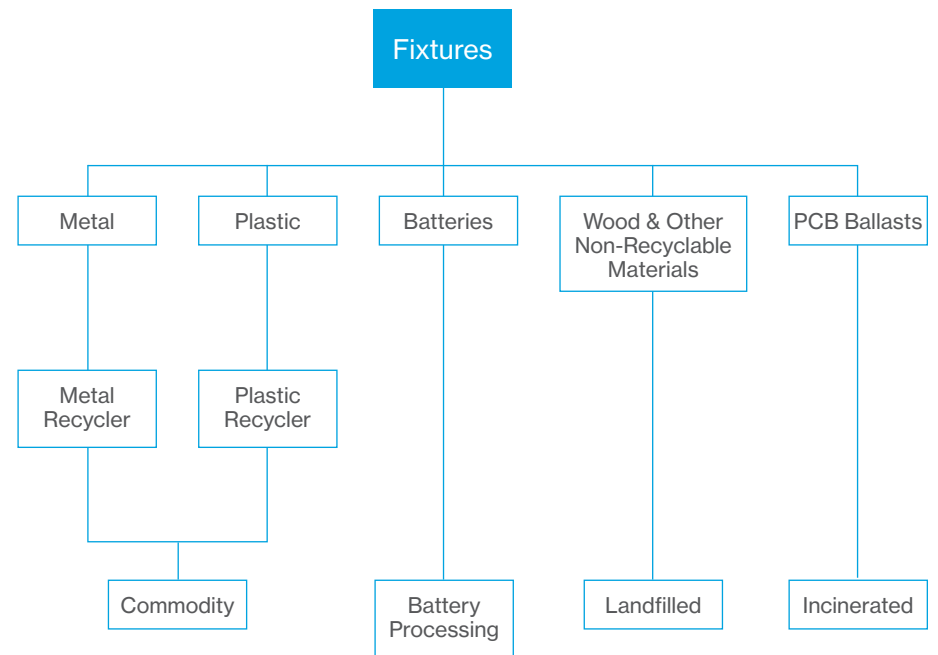 Fixtures
Metal
Plastic
Batteries
Wood & Other
Non-Recyclable
Materials
PCB Ballasts
Metal
Recycler
Plastic
Recycler
Commodity
Battery
Processing
Landfilled
Incinerated